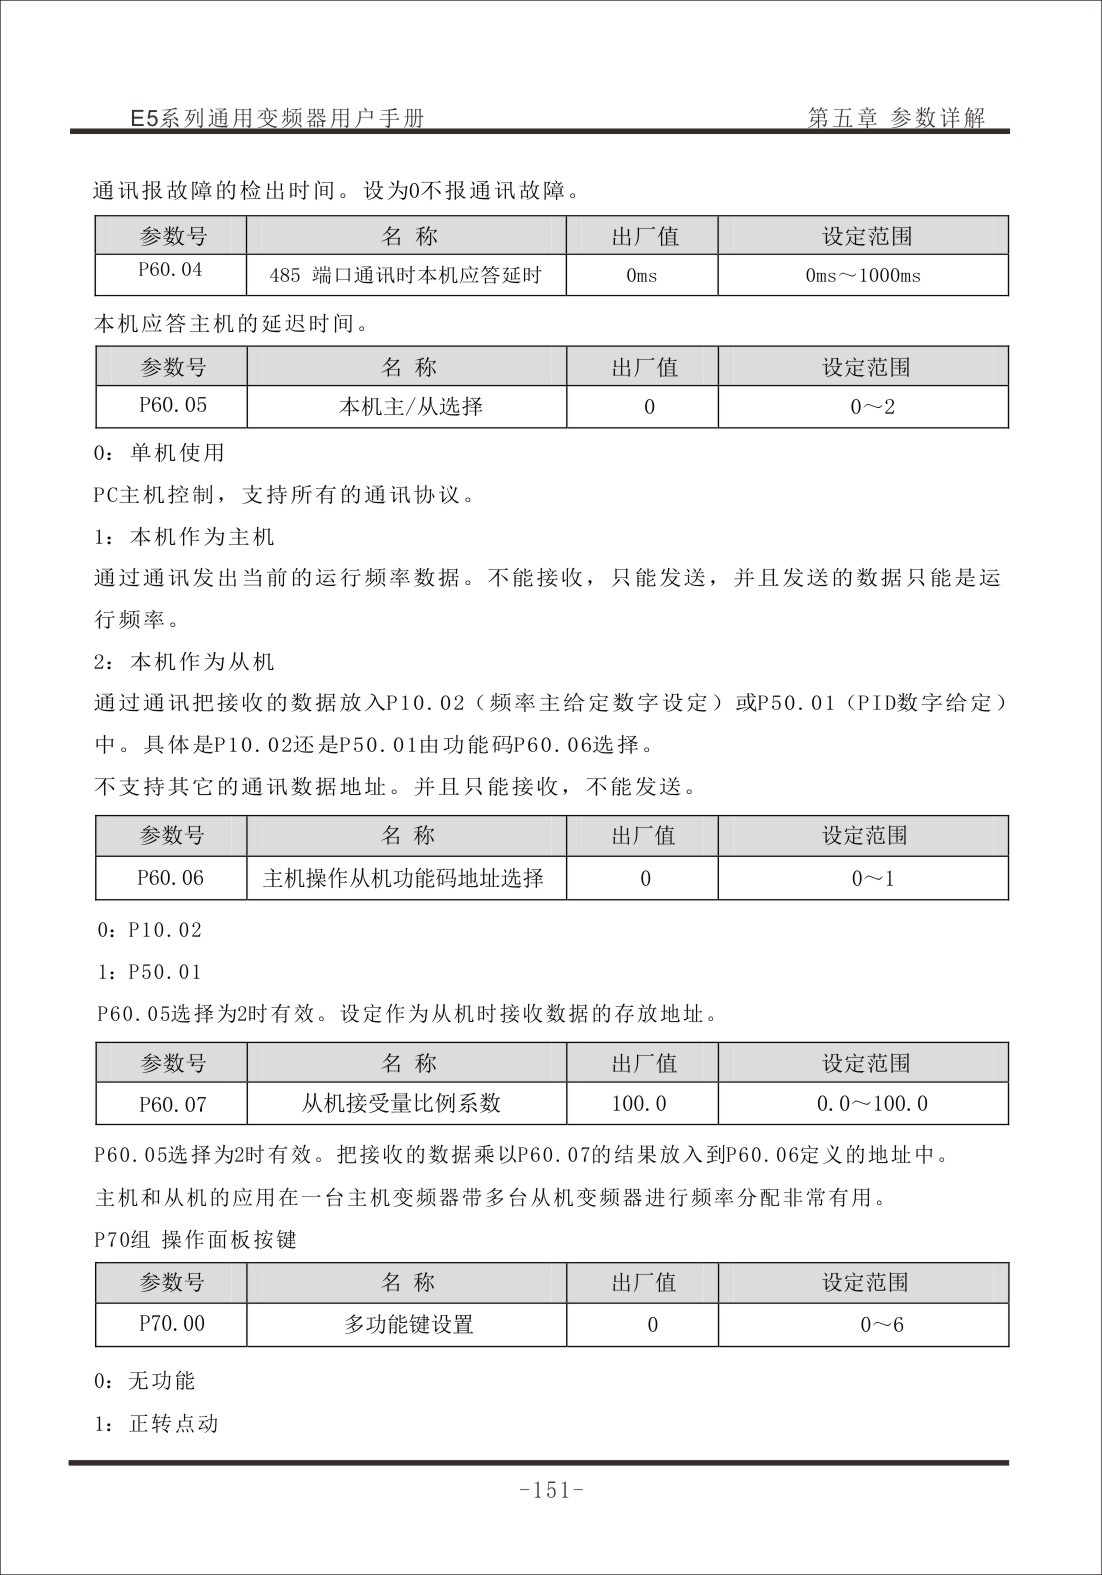 E5系列通用变频器用户手册 第五章 参数详解
通讯报故障的检出时间。设为0不报通讯故障。
参数号 名 称 出厂值 设定范围
P60.04 485 端口通讯时本机应答延时 0ms 0ms～1000ms
本机应答主机的延迟时间。
参数号 名 称 出厂值 设定范围
P60.05 本机主/从选择 0 0～2
0：单机使用
PC主机控制，支持所有的通讯协议。
1：本机作为主机
通过通讯发出当前的运行频率数据。不能接收，只能发送，并且发送的数据只能是运
行频率。
2：本机作为从机
通过通讯把接收的数据放入P10.02（频率主给定数字设定）或P50.01（PID数字给定）
中。具体是P10.02还是P50.01由功能码P60.06选择。
不支持其它的通讯数据地址。并且只能接收，不能发送。
参数号 名 称 出厂值 设定范围
P60.06 主机操作从机功能码地址选择 0 0～1
0：P10.02
1：P50.01
P60.05选择为2时有效。设定作为从机时接收数据的存放地址。
参数号 名 称 出厂值 设定范围
P60.07 从机接受量比例系数 100.0 0.0～100.0
P60.05选择为2时有效。把接收的数据乘以P60.07的结果放入到P60.06定义的地址中。
主机和从机的应用在一台主机变频器带多台从机变频器进行频率分配非常有用。
P70组 操作面板按键
参数号 名 称 出厂值 设定范围
P70.00 多功能键设置 0 0～6
0：无功能
1：正转点动
-151-